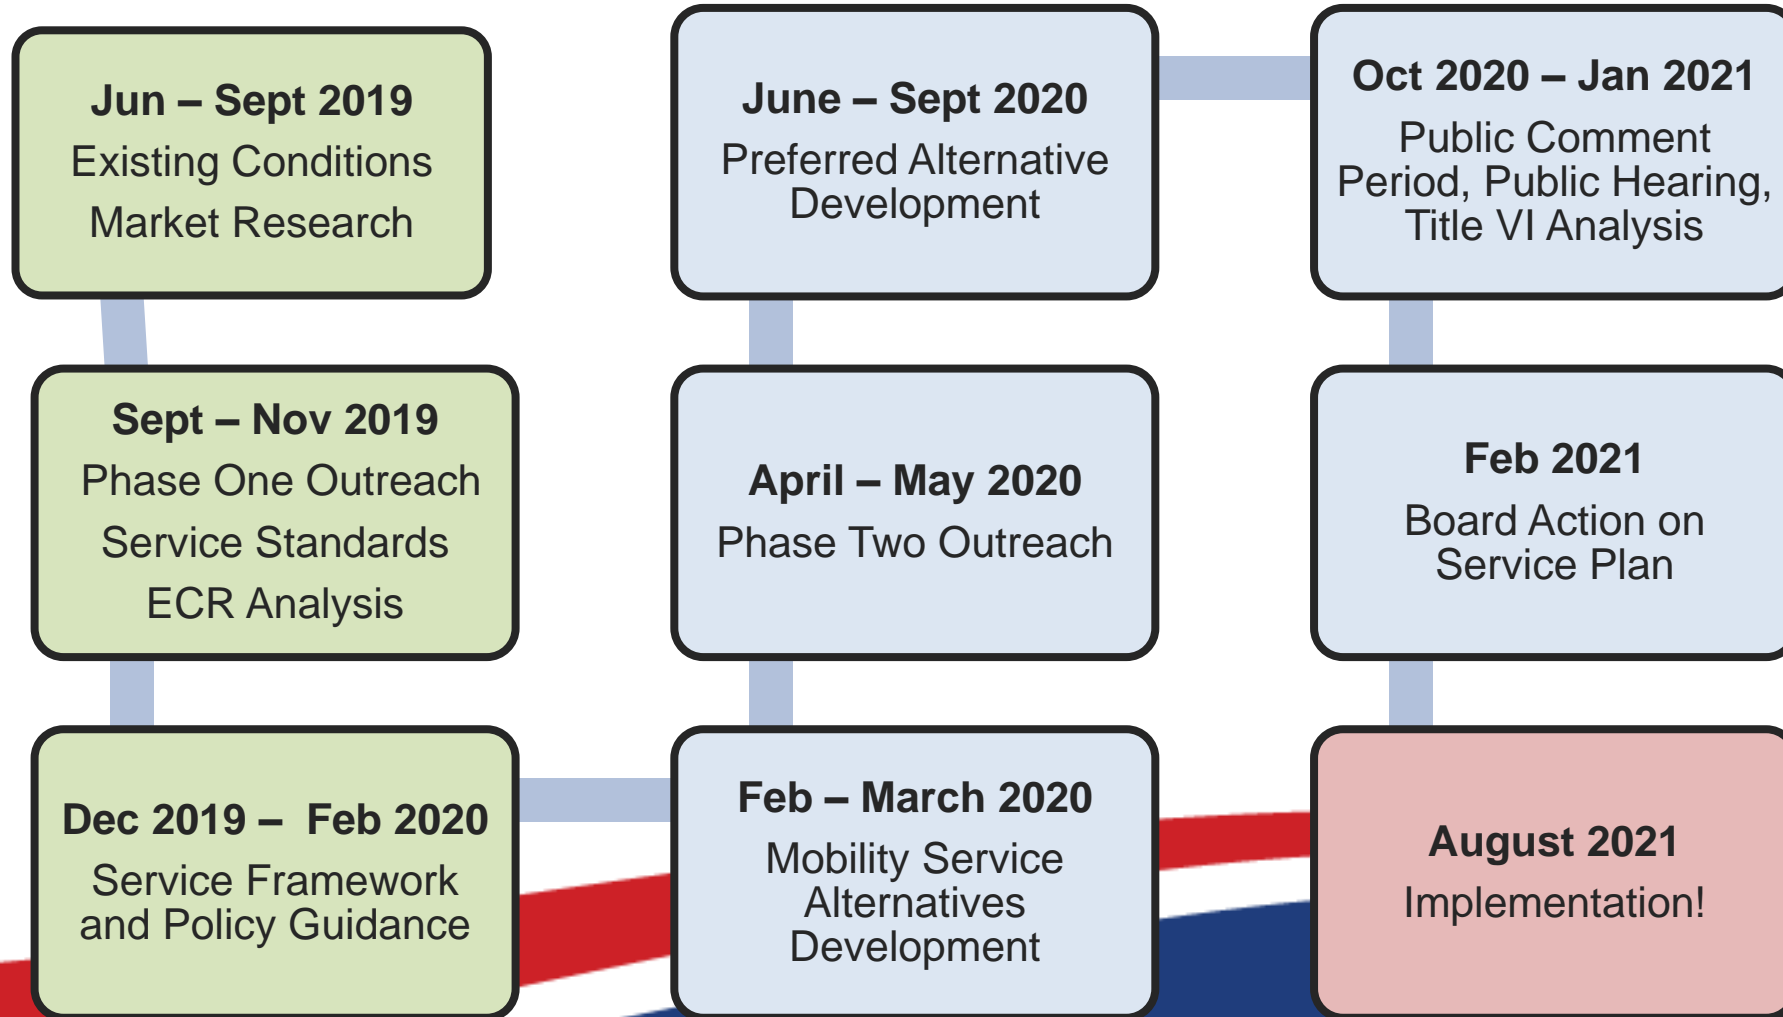 Jun – Sept 2019
Existing Conditions
Market Research
Sept – Nov 2019
Phase One Outreach
Service Standards
ECR Analysis
Dec 2019 –  Feb 2020
Service Framework
and Policy Guidance
Feb – March 2020
Mobility Service
Alternatives
Development
April – May 2020
Phase Two Outreach
June – Sept 2020
Preferred Alternative
Development
Oct 2020 – Jan 2021
Public Comment
Period, Public Hearing,
Title VI Analysis
Feb 2021
Board Action on
Service Plan
August 2021
Implementation!